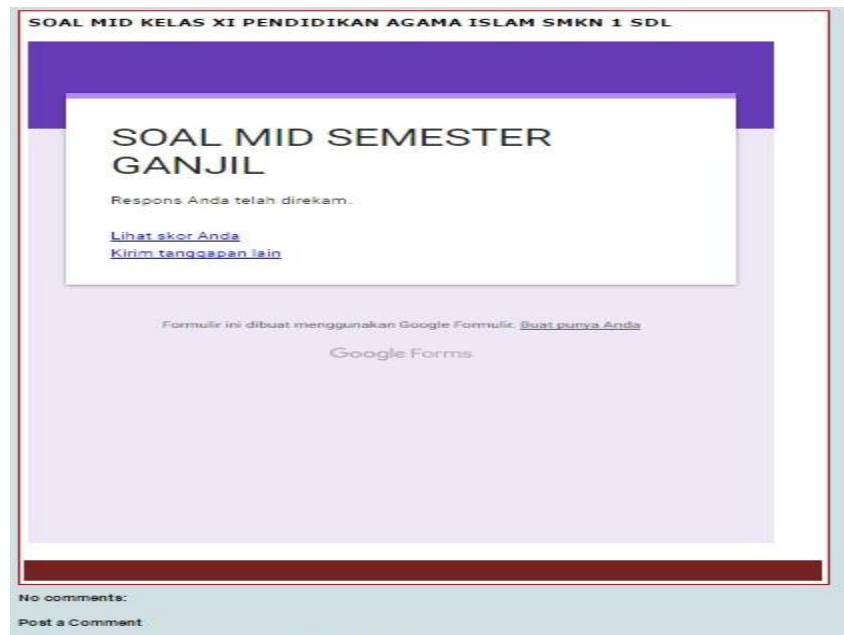 SOAL MID KELAS XI PENDIDIKAN AGAMA ISLAM SMKN 1 SDL
SOAL MID SEMESTER
GANJIL
Respons Anda telah direkam.
Lihat skor Anda
Kirim tanggapan lain
Formulir ini dibuat menggunakan Google Formulir. Buat punya Anda
Google Forms
No comments:
Post a Comment